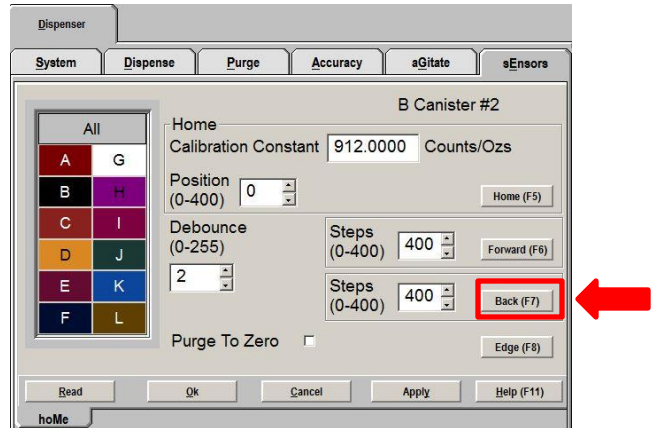 Dispenser
System Dispense Purge Accuracy aGitate sEnsors
B Canister #2
All
A G
B H
C I
D J
E K
F L
Home
Calibration Constant 912.0000 Counts/Ozs
Position
(0-400) 0
Home (F5)
Debounce
(0-255)
2
Steps
(0-400) 400
Forward (F6)
Steps
(0-400) 400
Back (F7)
Purge To Zero
Edge (F8)
Read Ok Cancel Apply Help (F11)
hoMe